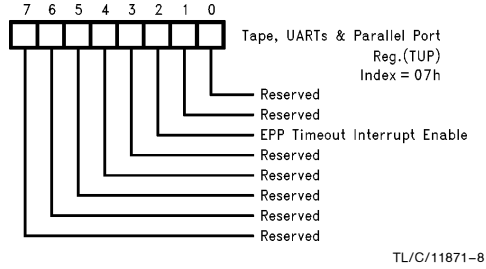 7 6 5 4 3 2 1 0
Tape, UARTs & Parallel Port
Reg.(TUP)
Index = 07h
Reserved
Reserved
EPP Timeout Interrupt Enable
Reserved
Reserved
Reserved
Reserved
Reserved
TL/C/11871–8